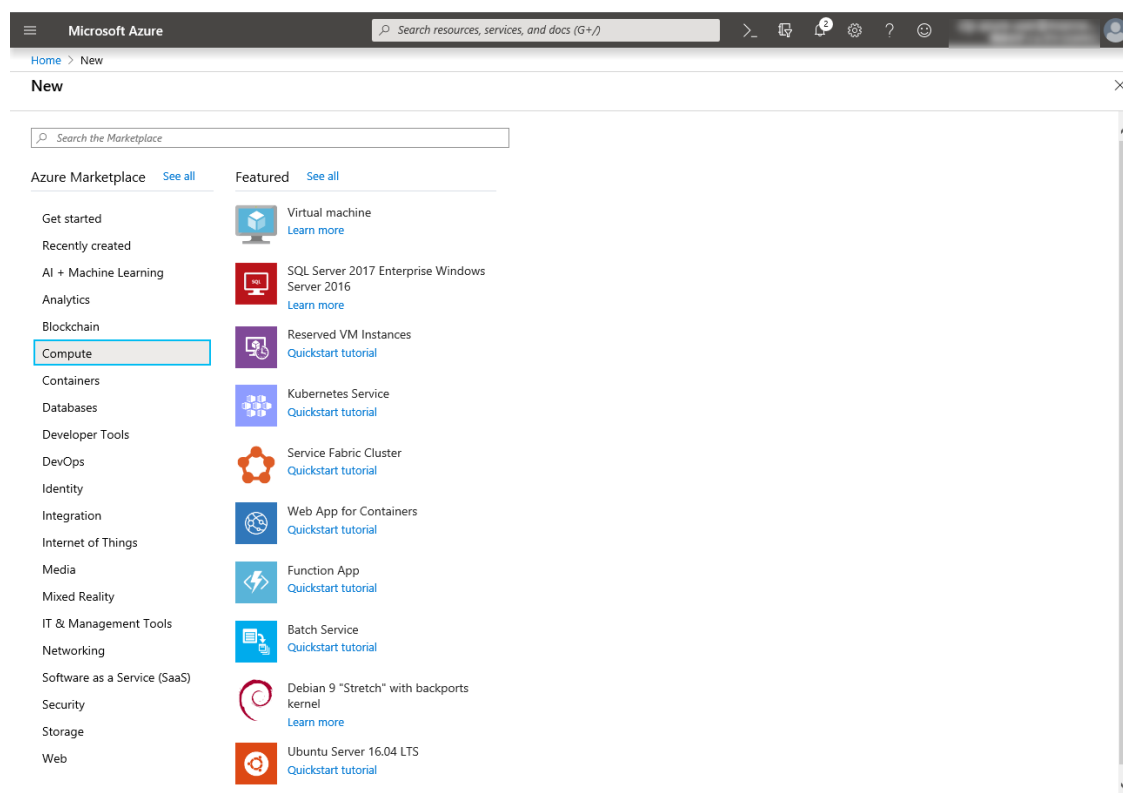 Microsoft Azure
Search resources, services, and docs (G+/)
2
Home > New
New
Search the Marketplace
Azure Marketplace See all
Featured See all
Get started
Recently created
AI + Machine Learning
Analytics
Blockchain
Compute
Containers
Databases
Developer Tools
DevOps
Identity
Integration
Internet of Things
Media
Mixed Reality
IT & Management Tools
Networking
Software as a Service (SaaS)
Security
Storage
Web
Virtual machine
Learn more
SQL
SQL Server 2017 Enterprise Windows
Server 2016
Learn more
Reserved VM Instances
Quickstart tutorial
Kubernetes Service
Quickstart tutorial
Service Fabric Cluster
Quickstart tutorial
Web App for Containers
Quickstart tutorial
Function App
Quickstart tutorial
Batch Service
Quickstart tutorial
Debian 9 "Stretch" with backports
kernel
Learn more
Ubuntu Server 16.04 LTS
Quickstart tutorial